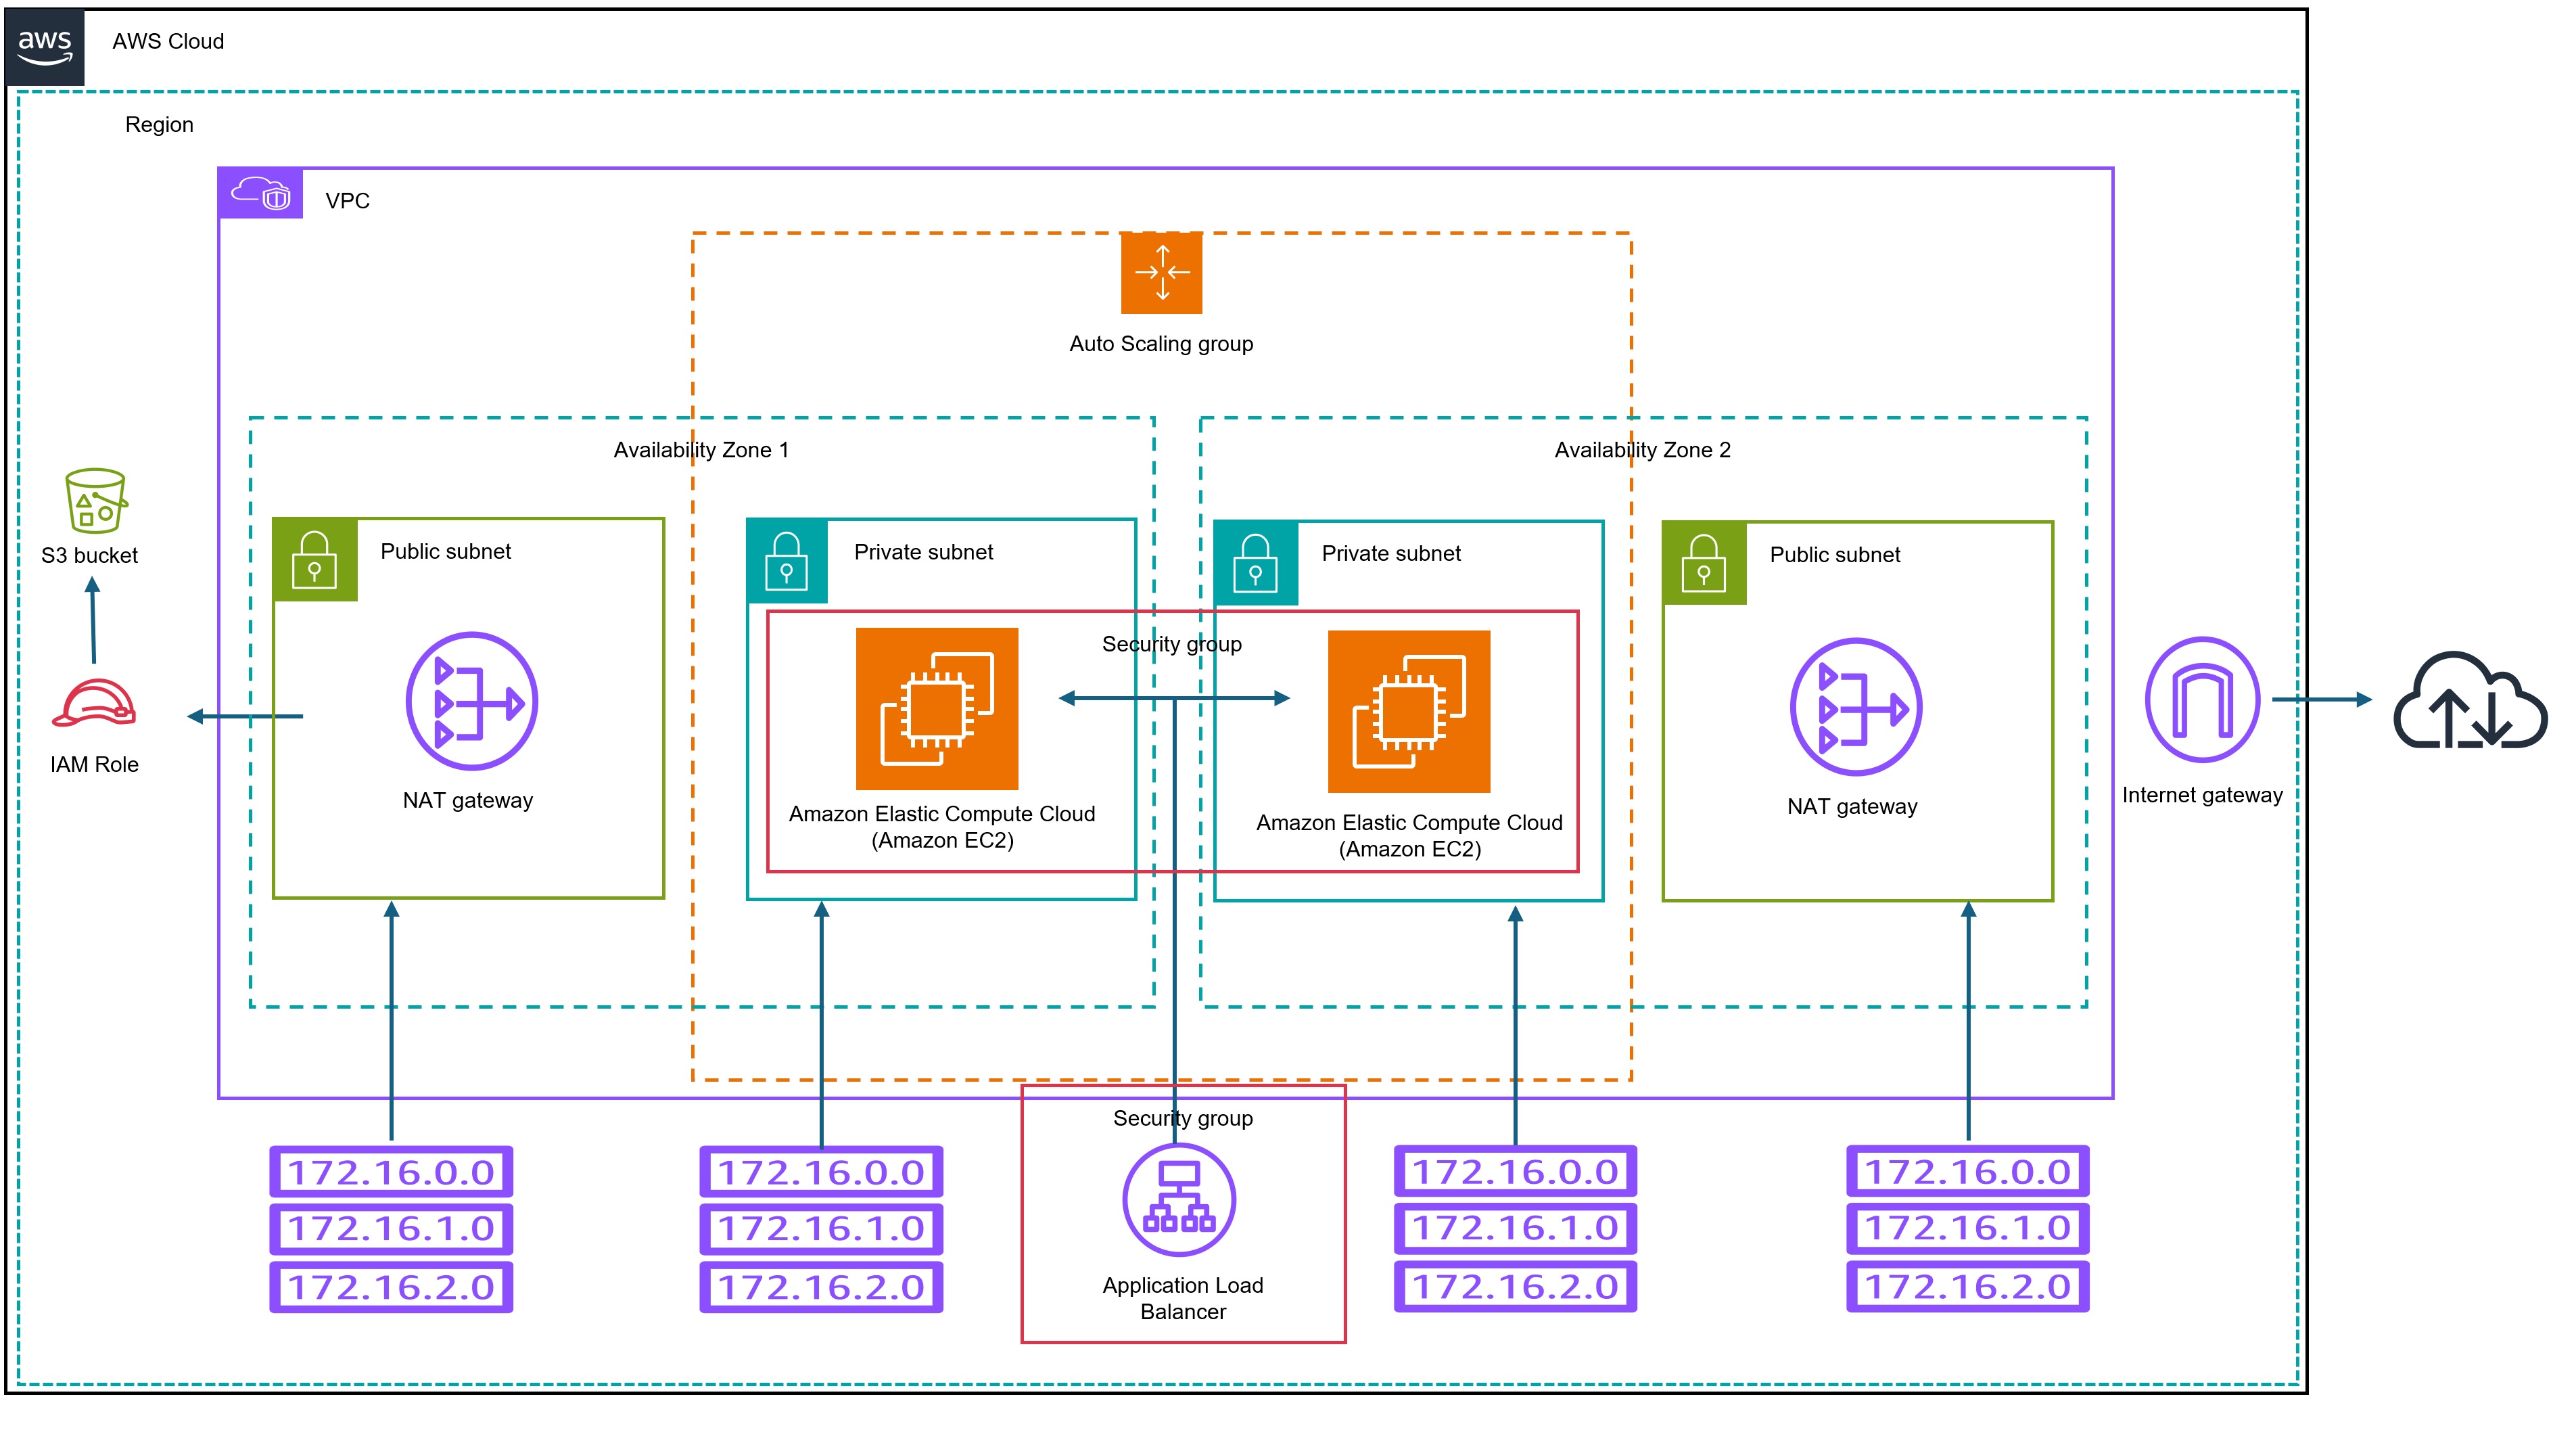 aws
AWS Cloud
Region
VPC
Auto Scaling group
Availability Zone 1
Availability Zone 2
Public subnet
Private subnet
Private subnet
Public subnet
S3 bucket
IAM Role
NAT gateway
Security group
Amazon Elastic Compute Cloud
(Amazon EC2)
Amazon Elastic Compute Cloud
(Amazon EC2)
NAT gateway
Internet gateway
172.16.0.0
172.16.1.0
172.16.2.0
172.16.0.0
172.16.1.0
172.16.2.0
Security group
Application Load
Balancer
172.16.0.0
172.16.1.0
172.16.2.0
172.16.0.0
172.16.1.0
172.16.2.0